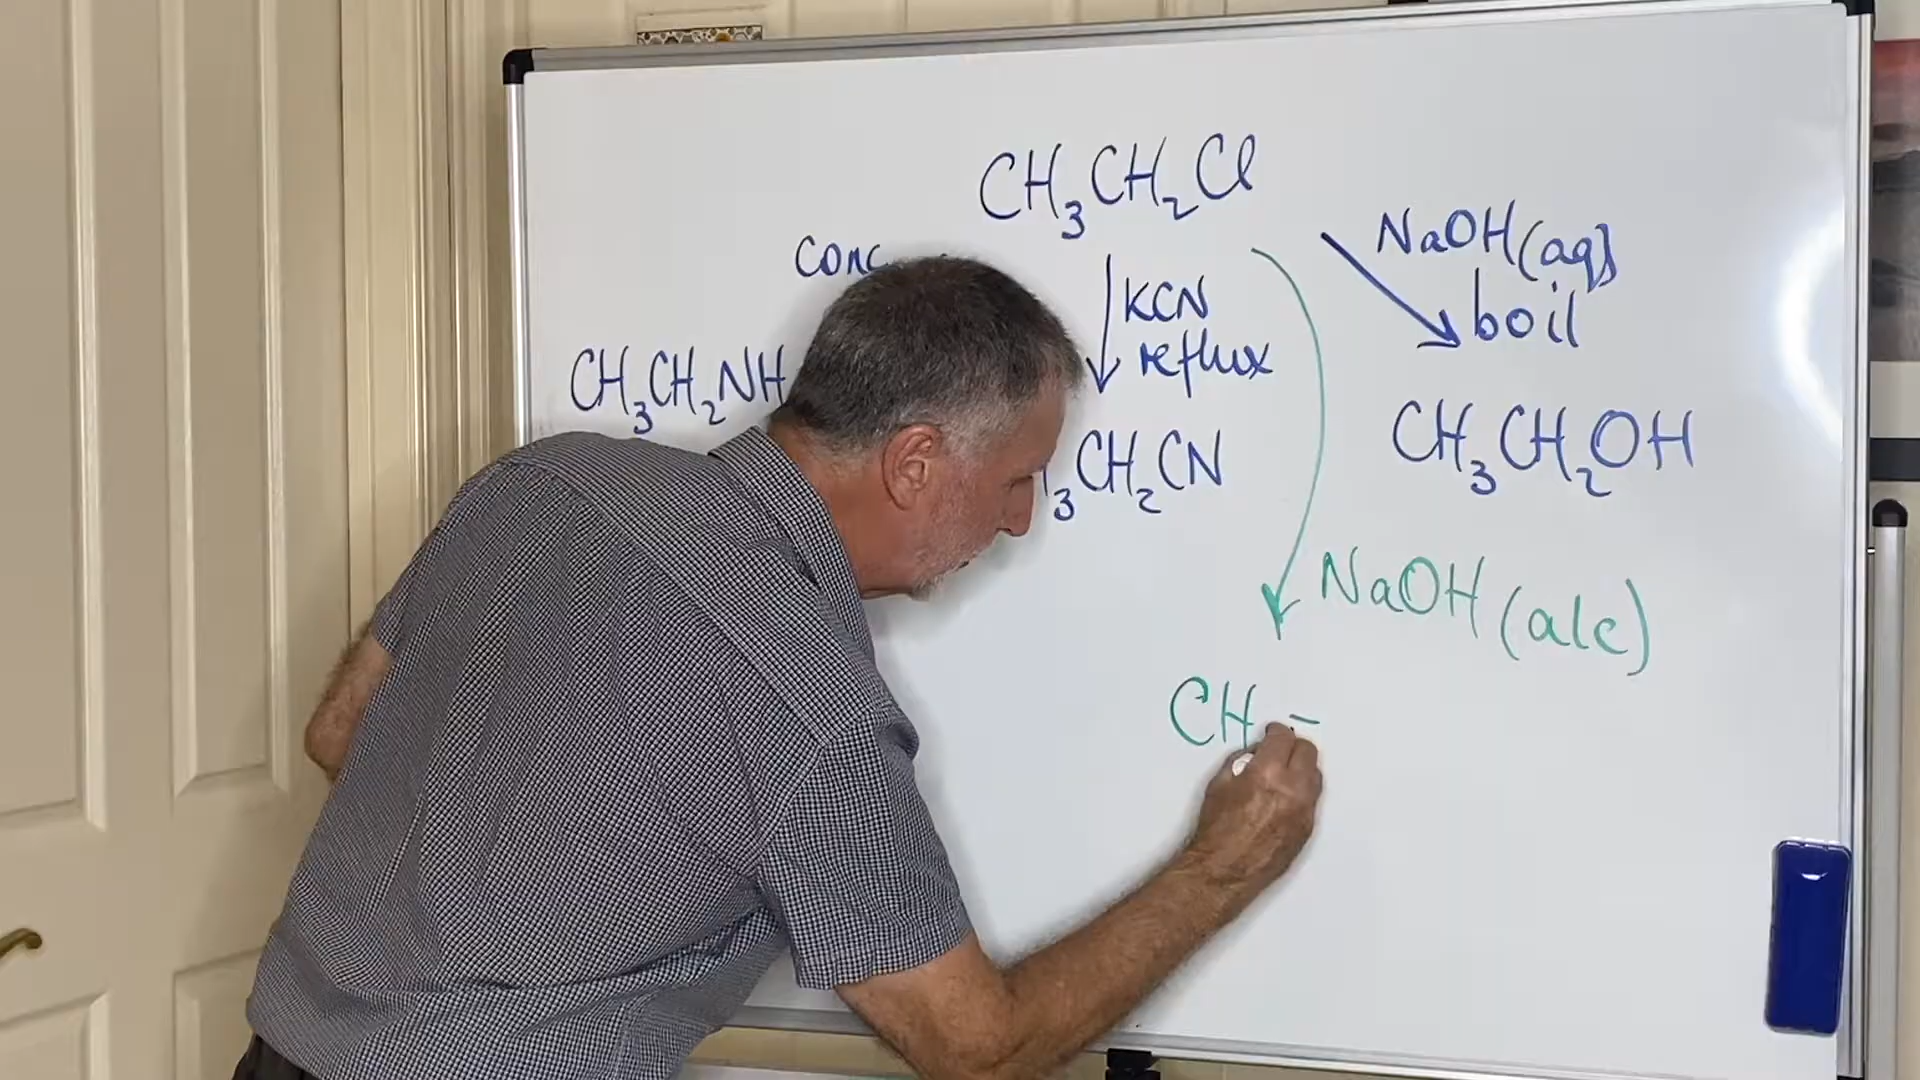 CH₃CH₂Cl
conc
NaOH(aq)
KCN
boil
reflux
CH₃CH₂NH
CH₃CH₂OH
₃CH₂CN
NaOH (alc)
CH